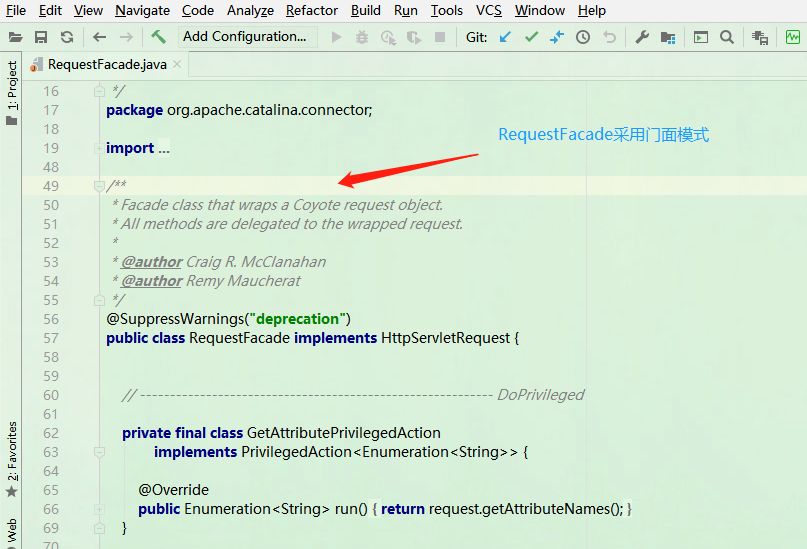 File Edit View Navigate Code Analyze Refactor Build Run Tools VCS Window Help
Add Configuration... Git:
RequestFacade.java
1: Project
2: Favorites
Web
RequestFacade采用门面模式
16 */
17 package org.apache.catalina.connector;
18
19 import ...
48
49 /**
50 * Facade class that wraps a Coyote request object.
51 * All methods are delegated to the wrapped request.
52 *
53 * @author Craig R. McClanahan
54 * @author Remy Maucherat
55 */
56 @SuppressWarnings("deprecation")
57 public class RequestFacade implements HttpServletRequest {
58
59
60 // ----------------------------------------------------------- DoPrivileged
61
62 private final class GetAttributePrivilegedAction
63 implements PrivilegedAction<Enumeration<String>> {
64
65 @Override
66 public Enumeration<String> run() { return request.getAttributeNames(); }
69 }
70